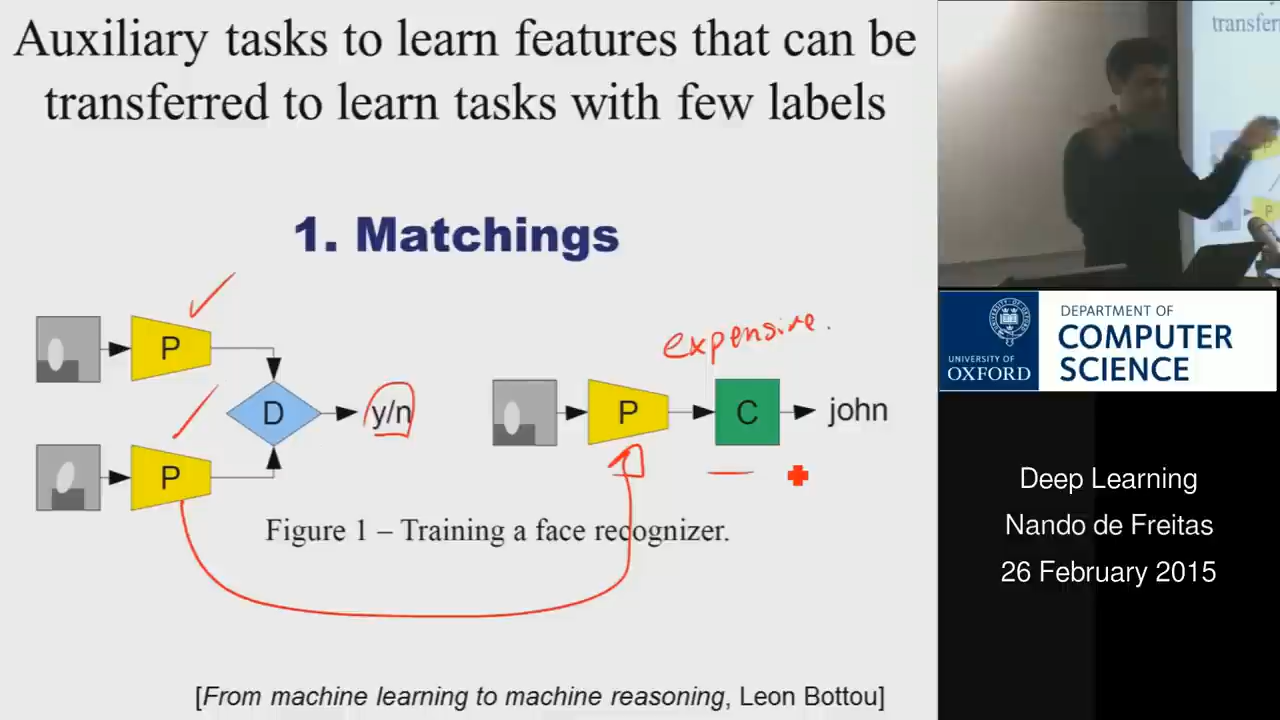 Auxiliary tasks to learn features that can be
transferred to learn tasks with few labels
1. Matchings
P
P
D
y/n
expensive.
P
C
john
Figure 1 – Training a face recognizer.
[From machine learning to machine reasoning, Leon Bottou]
transfer
P
P
UNIVERSITY OF
OXFORD
DEPARTMENT OF
COMPUTER
SCIENCE
Deep Learning
Nando de Freitas
26 February 2015